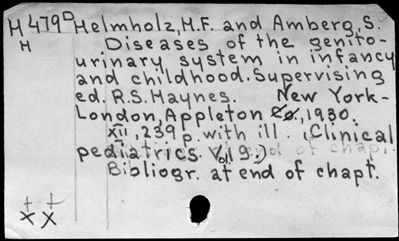 M479D Helmholz, H.F. and Amberg, S.
M Diseases of the genito-
urinary system in infancy
and childhood. Supervising
ed. R.S. Haynes. New York-
London, Appleton Co., 1930.
XII, 239 p. with ill. (Clinical
pediatrics. Vol 9.)
Bibliogr. at end of chapt.